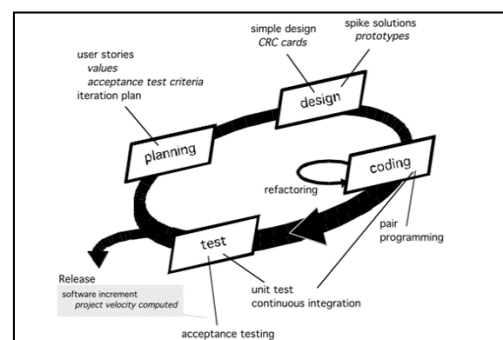 simple design
CRC cards
spike solutions
prototypes
user stories
values
acceptance test criteria
iteration plan
design
planning
coding
refactoring
test
pair
programming
Release
software increment
project velocity computed
unit test
continuous integration
acceptance testing